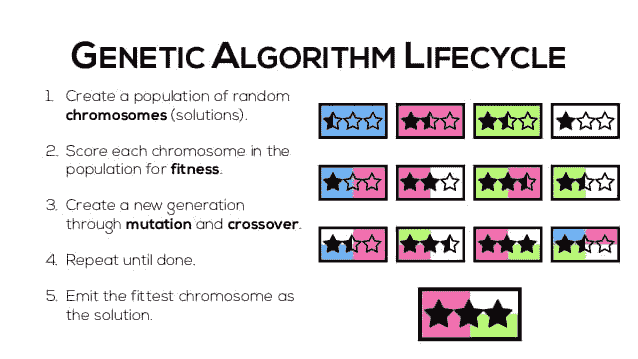 GENETIC ALGORITHM LIFECYCLE
1. Create a population of random
chromosomes (solutions).
2. Score each chromosome in the
population for fitness.
3. Create a new generation
through mutation and crossover.
4. Repeat until done.
5. Emit the fittest chromosome as
the solution.